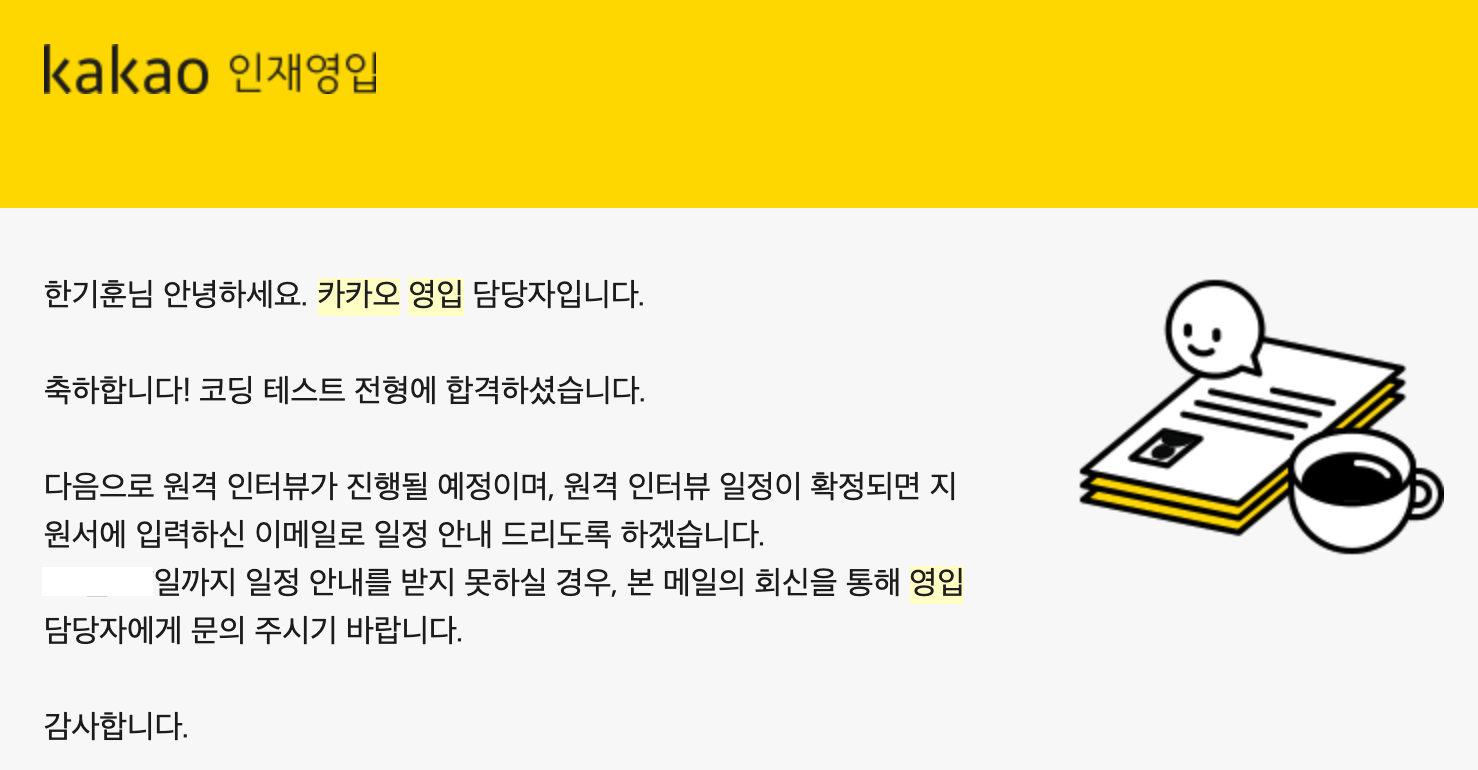 kakao 인재영입
한기훈님 안녕하세요. 카카오 영입 담당자입니다.
축하합니다! 코딩 테스트 전형에 합격하셨습니다.
다음으로 원격 인터뷰가 진행될 예정이며, 원격 인터뷰 일정이 확정되면 지
원서에 입력하신 이메일로 일정 안내 드리도록 하겠습니다.
일까지 일정 안내를 받지 못하실 경우, 본 메일의 회신을 통해 영입
담당자에게 문의 주시기 바랍니다.
감사합니다.